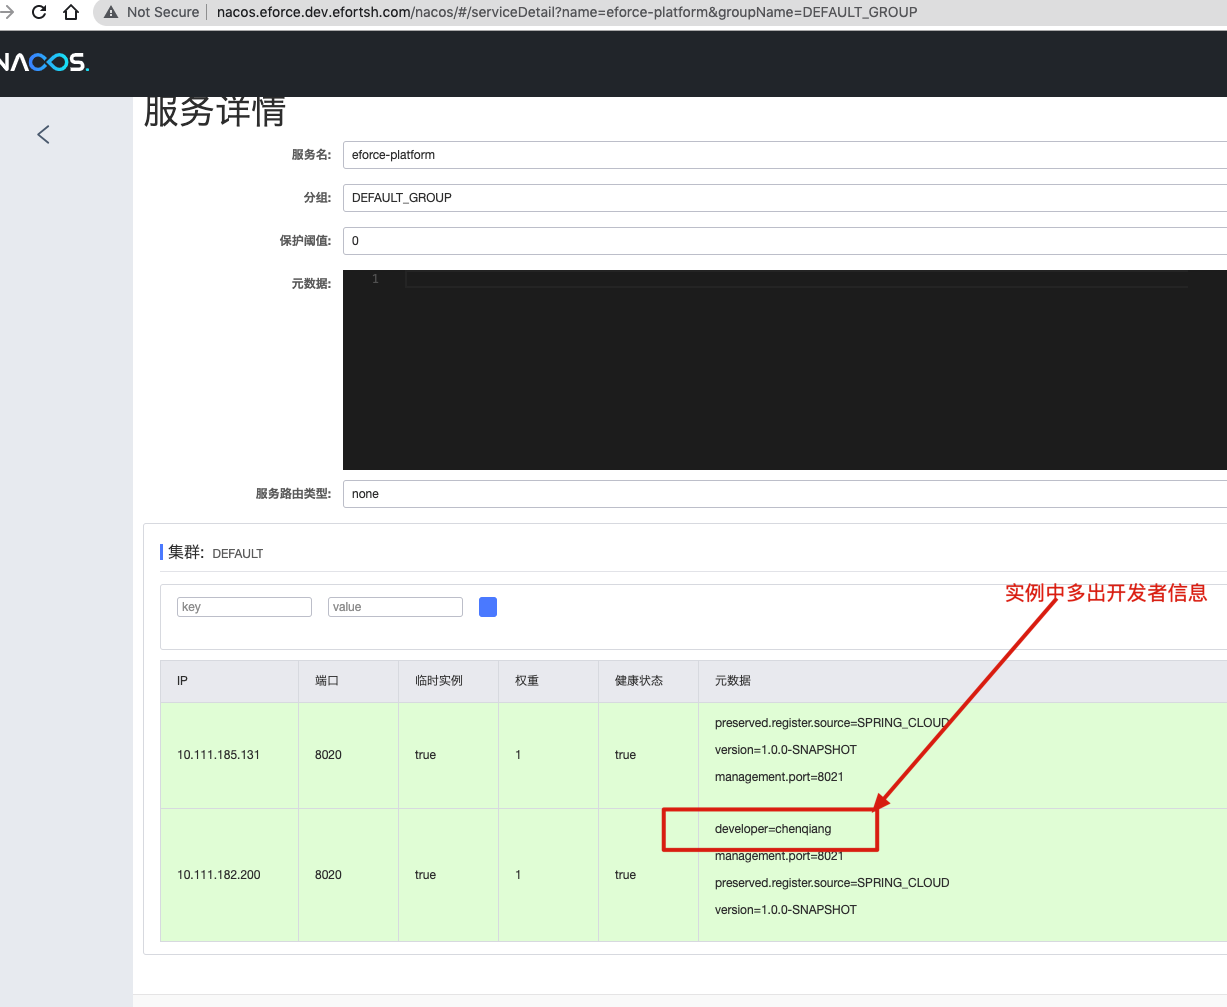 Not Secure nacos.eforce.dev.efortsh.com/nacos/#/serviceDetail?name=eforce-platform&groupName=DEFAULT_GROUP
NACOS.
服务详情
服务名: eforce-platform
分组: DEFAULT_GROUP
保护阈值: 0
元数据: 1
服务路由类型: none
集群: DEFAULT
实例中多出开发者信息
key value
IP 端口 临时实例 权重 健康状态 元数据
preserved.register.source=SPRING_CLOUD
10.111.185.131 8020 true 1 true version=1.0.0-SNAPSHOT
management.port=8021
developer=chenqiang
management.port=8021
10.111.182.200 8020 true 1 true preserved.register.source=SPRING_CLOUD
version=1.0.0-SNAPSHOT